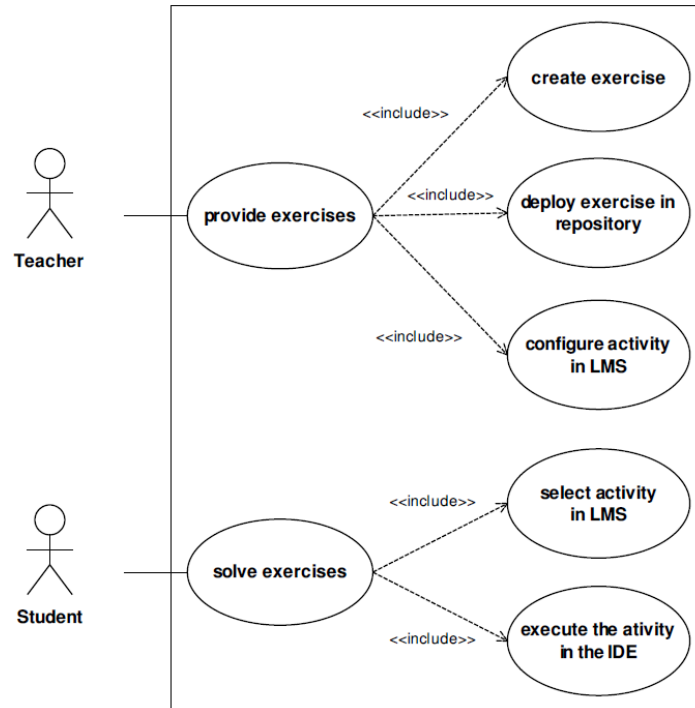 create exercise
<<include>>
<<include>>
deploy exercise in
repository
provide exercises
Teacher
<<include>>
configure activity
in LMS
select activity
in LMS
<<include>>
solve exercises
Student
<<include>>
execute the ativity
in the IDE